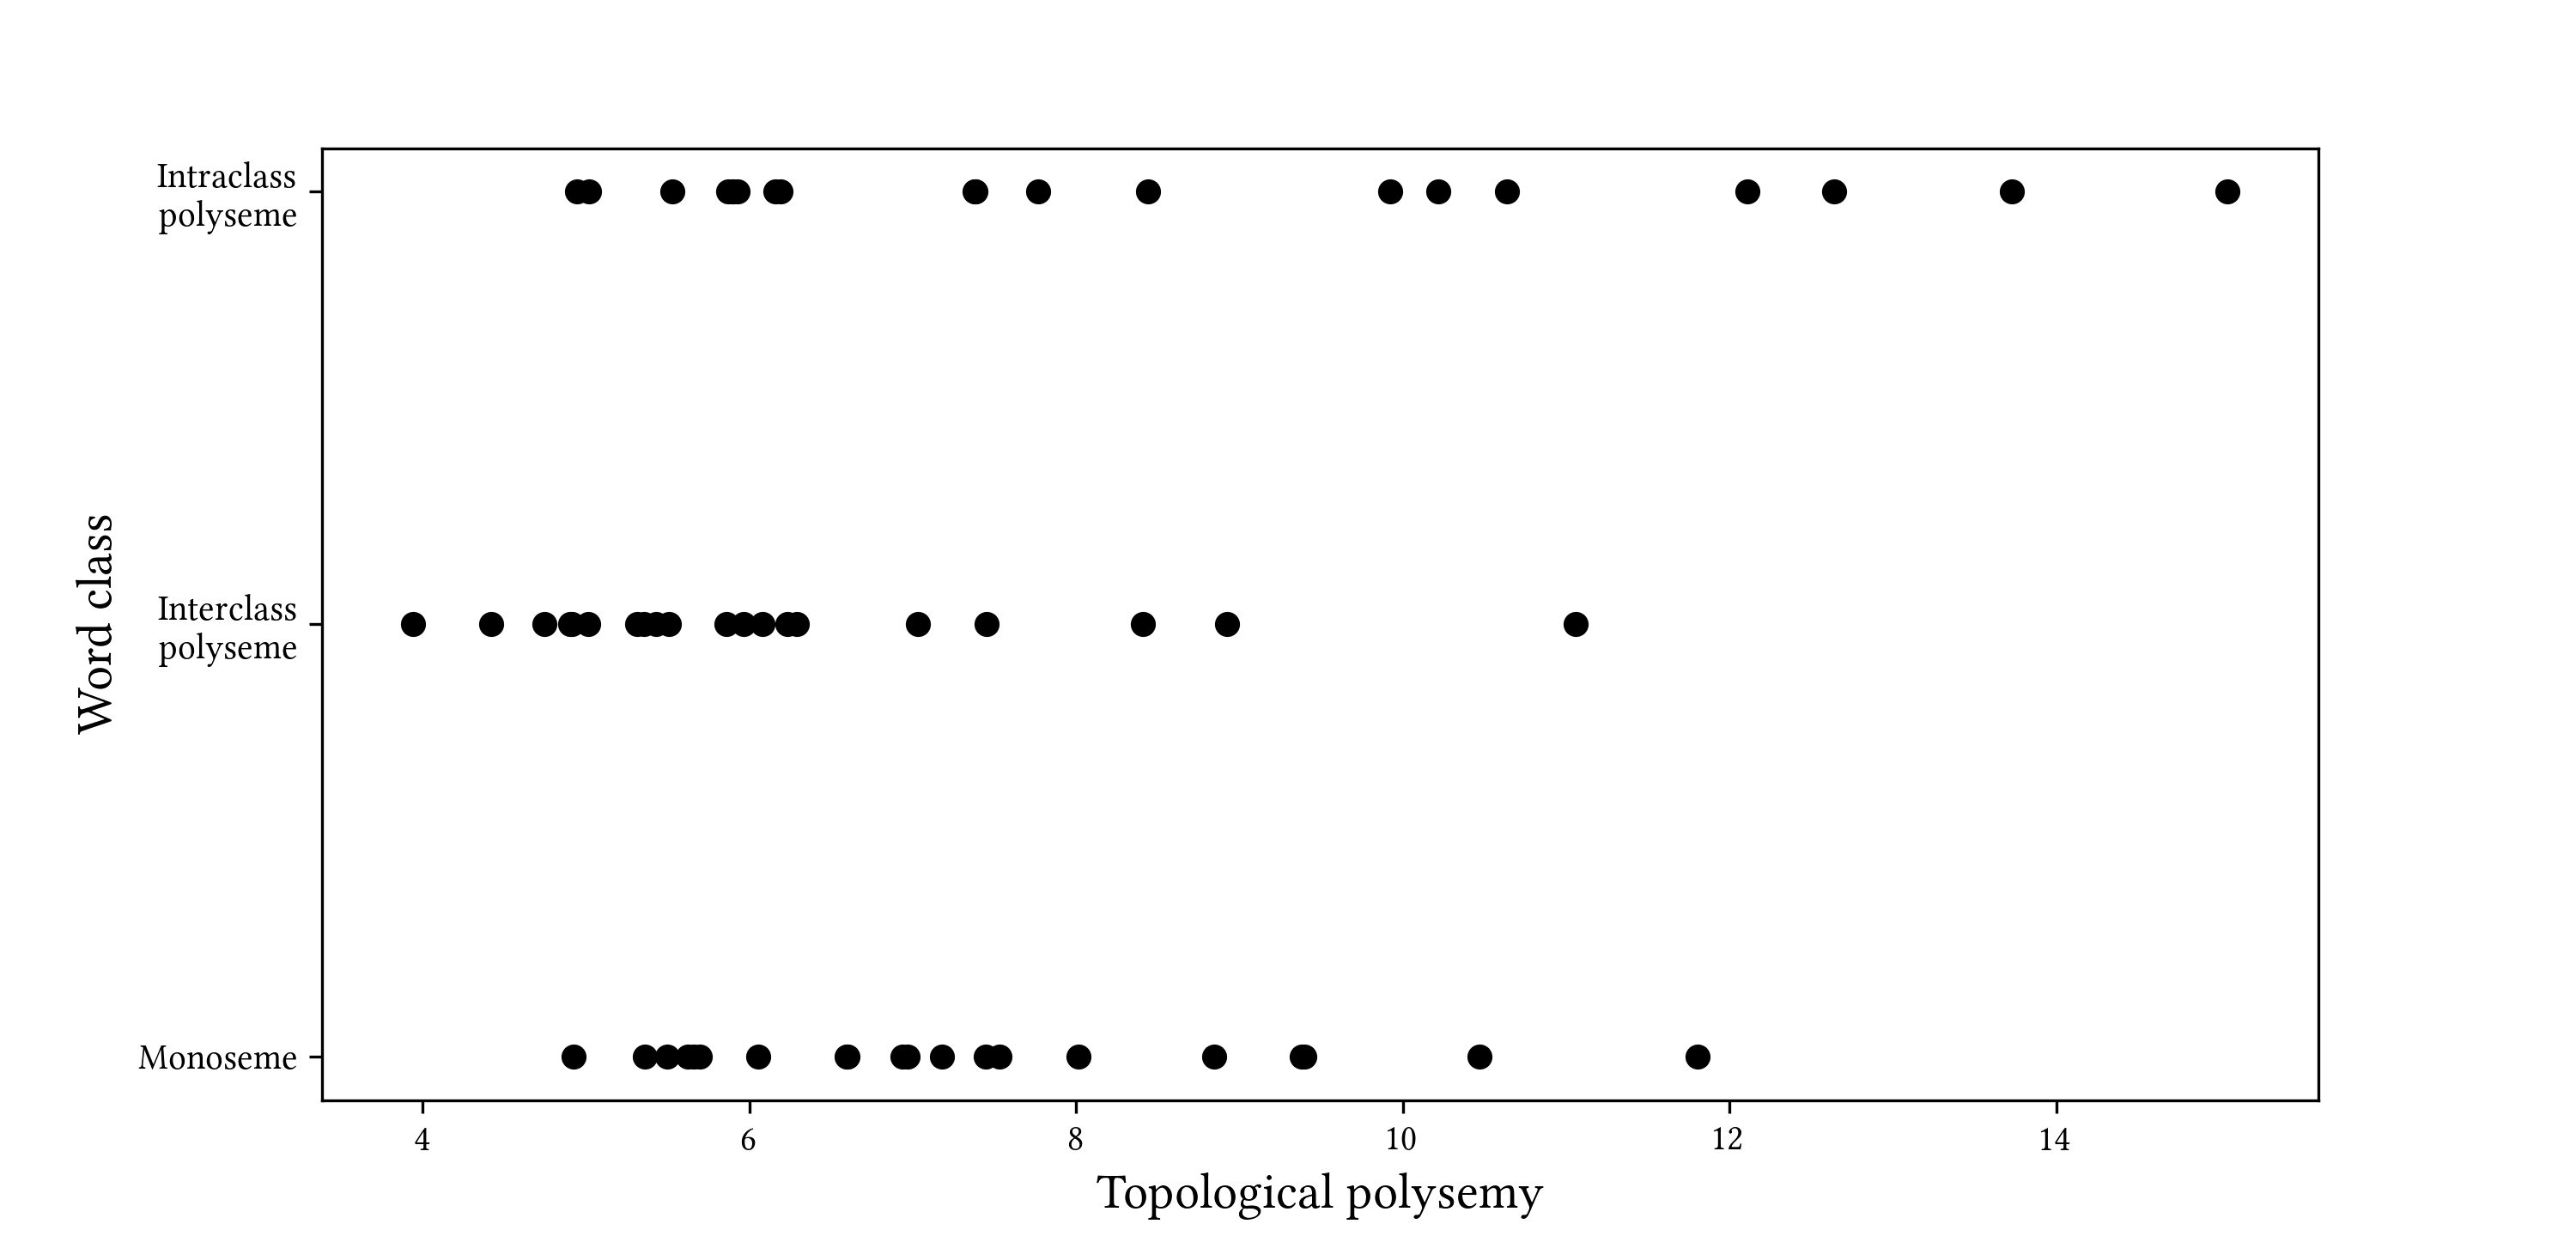 Intraclass
polyseme
Interclass
polyseme
Monoseme
Word class
4 6 8 10 12 14
Topological polysemy